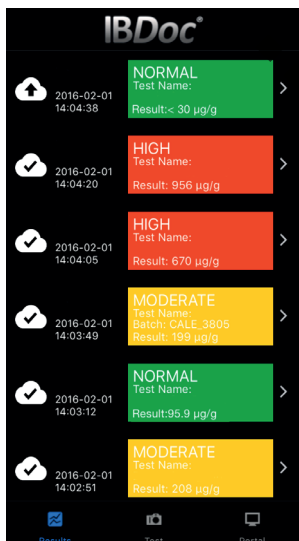 IBDoc®
2016-02-01
14:04:38
NORMAL
Test Name:
Result:< 30 µg/g
2016-02-01
14:04:20
HIGH
Test Name:
Result: 956 µg/g
2016-02-01
14:04:05
HIGH
Test Name:
Result: 670 µg/g
2016-02-01
14:03:49
MODERATE
Test Name:
Batch: CALE_3805
Result: 199 µg/g
2016-02-01
14:03:12
NORMAL
Test Name:
Result:95.9 µg/g
2016-02-01
14:02:51
MODERATE
Test Name:
Result: 208 µg/g
Results
Test
Portal